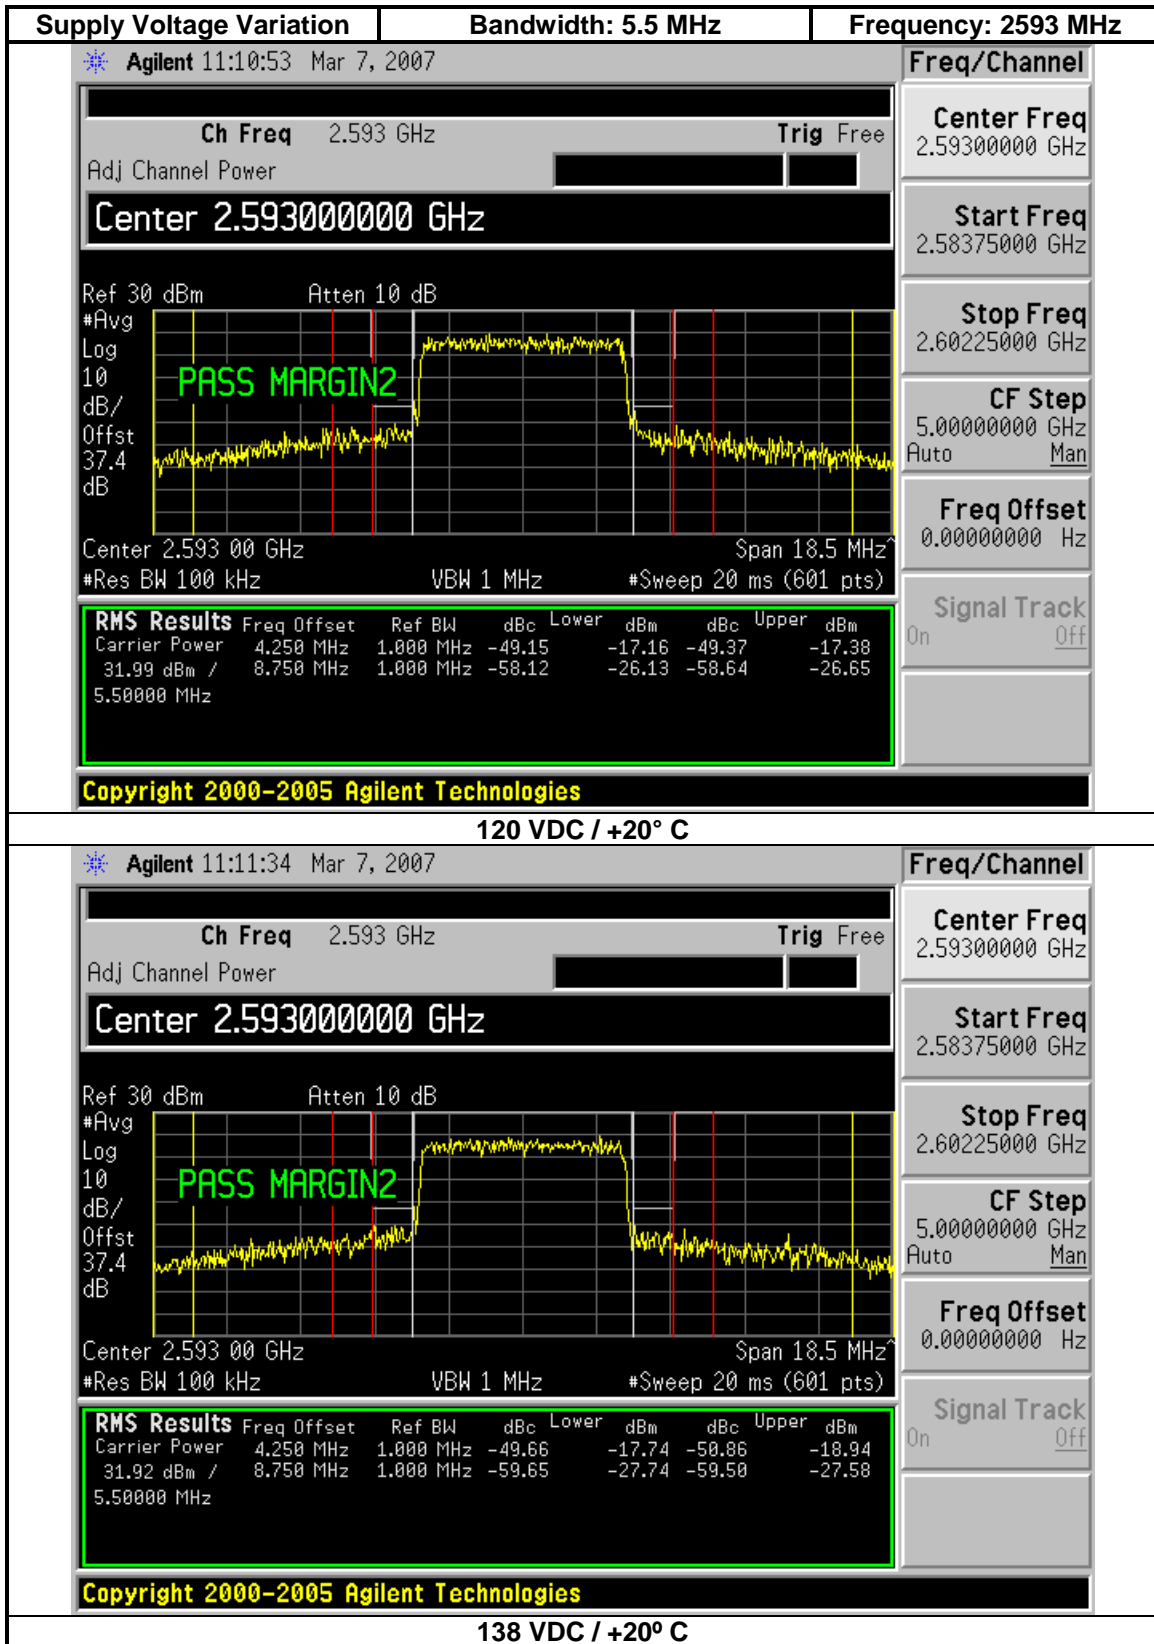 Supply Voltage Variation Bandwidth: 5.5 MHz Frequency: 2593 MHz
Agilent 11:10:53 Mar 7, 2007 Freq/Channel
Ch Freq 2.593 GHz Trig Free
Adj Channel Power
Center 2.593000000 GHz
Ref 30 dBm Atten 10 dB
#Avg
Log
10
dB/
Offst
37.4
dB
PASS MARGIN2
Center 2.593 00 GHz Span 18.5 MHz^
#Res BW 100 kHz VBW 1 MHz #Sweep 20 ms (601 pts)
RMS Results Freq Offset Ref BW dBc Lower dBm dBc Upper dBm
Carrier Power 4.250 MHz 1.000 MHz -49.15 -17.16 -49.37 -17.38
31.99 dBm / 8.750 MHz 1.000 MHz -58.12 -26.13 -58.64 -26.65
5.50000 MHz
Copyright 2000-2005 Agilent Technologies
Center Freq
2.59300000 GHz
Start Freq
2.58375000 GHz
Stop Freq
2.60225000 GHz
CF Step
5.00000000 GHz
Auto Man
Freq Offset
0.00000000 Hz
Signal Track
On Off
120 VDC / +20° C
Agilent 11:11:34 Mar 7, 2007 Freq/Channel
Ch Freq 2.593 GHz Trig Free
Adj Channel Power
Center 2.593000000 GHz
Ref 30 dBm Atten 10 dB
#Avg
Log
10
dB/
Offst
37.4
dB
PASS MARGIN2
Center 2.593 00 GHz Span 18.5 MHz^
#Res BW 100 kHz VBW 1 MHz #Sweep 20 ms (601 pts)
RMS Results Freq Offset Ref BW dBc Lower dBm dBc Upper dBm
Carrier Power 4.250 MHz 1.000 MHz -49.66 -17.74 -50.86 -18.94
31.92 dBm / 8.750 MHz 1.000 MHz -59.65 -27.74 -59.50 -27.58
5.50000 MHz
Copyright 2000-2005 Agilent Technologies
Center Freq
2.59300000 GHz
Start Freq
2.58375000 GHz
Stop Freq
2.60225000 GHz
CF Step
5.00000000 GHz
Auto Man
Freq Offset
0.00000000 Hz
Signal Track
On Off
138 VDC / +20º C